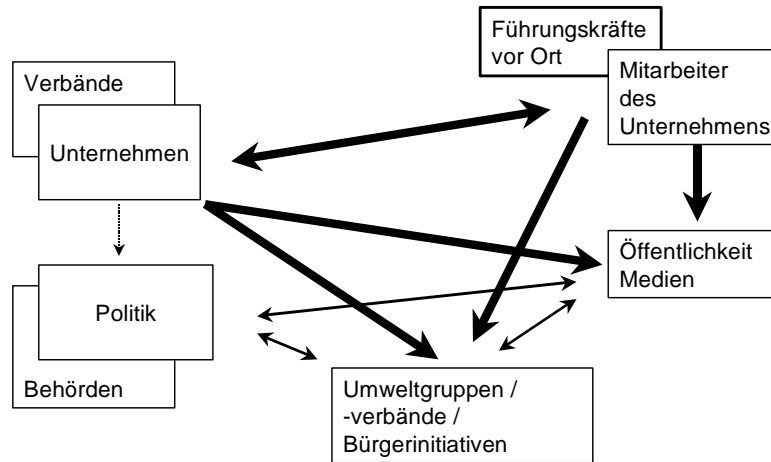 Führungskräfte
vor Ort
Verbände
Mitarbeiter
des
Unternehmens
Unternehmen
Öffentlichkeit
Medien
Politik
Behörden
Umweltgruppen /
-verbände /
Bürgerinitiativen